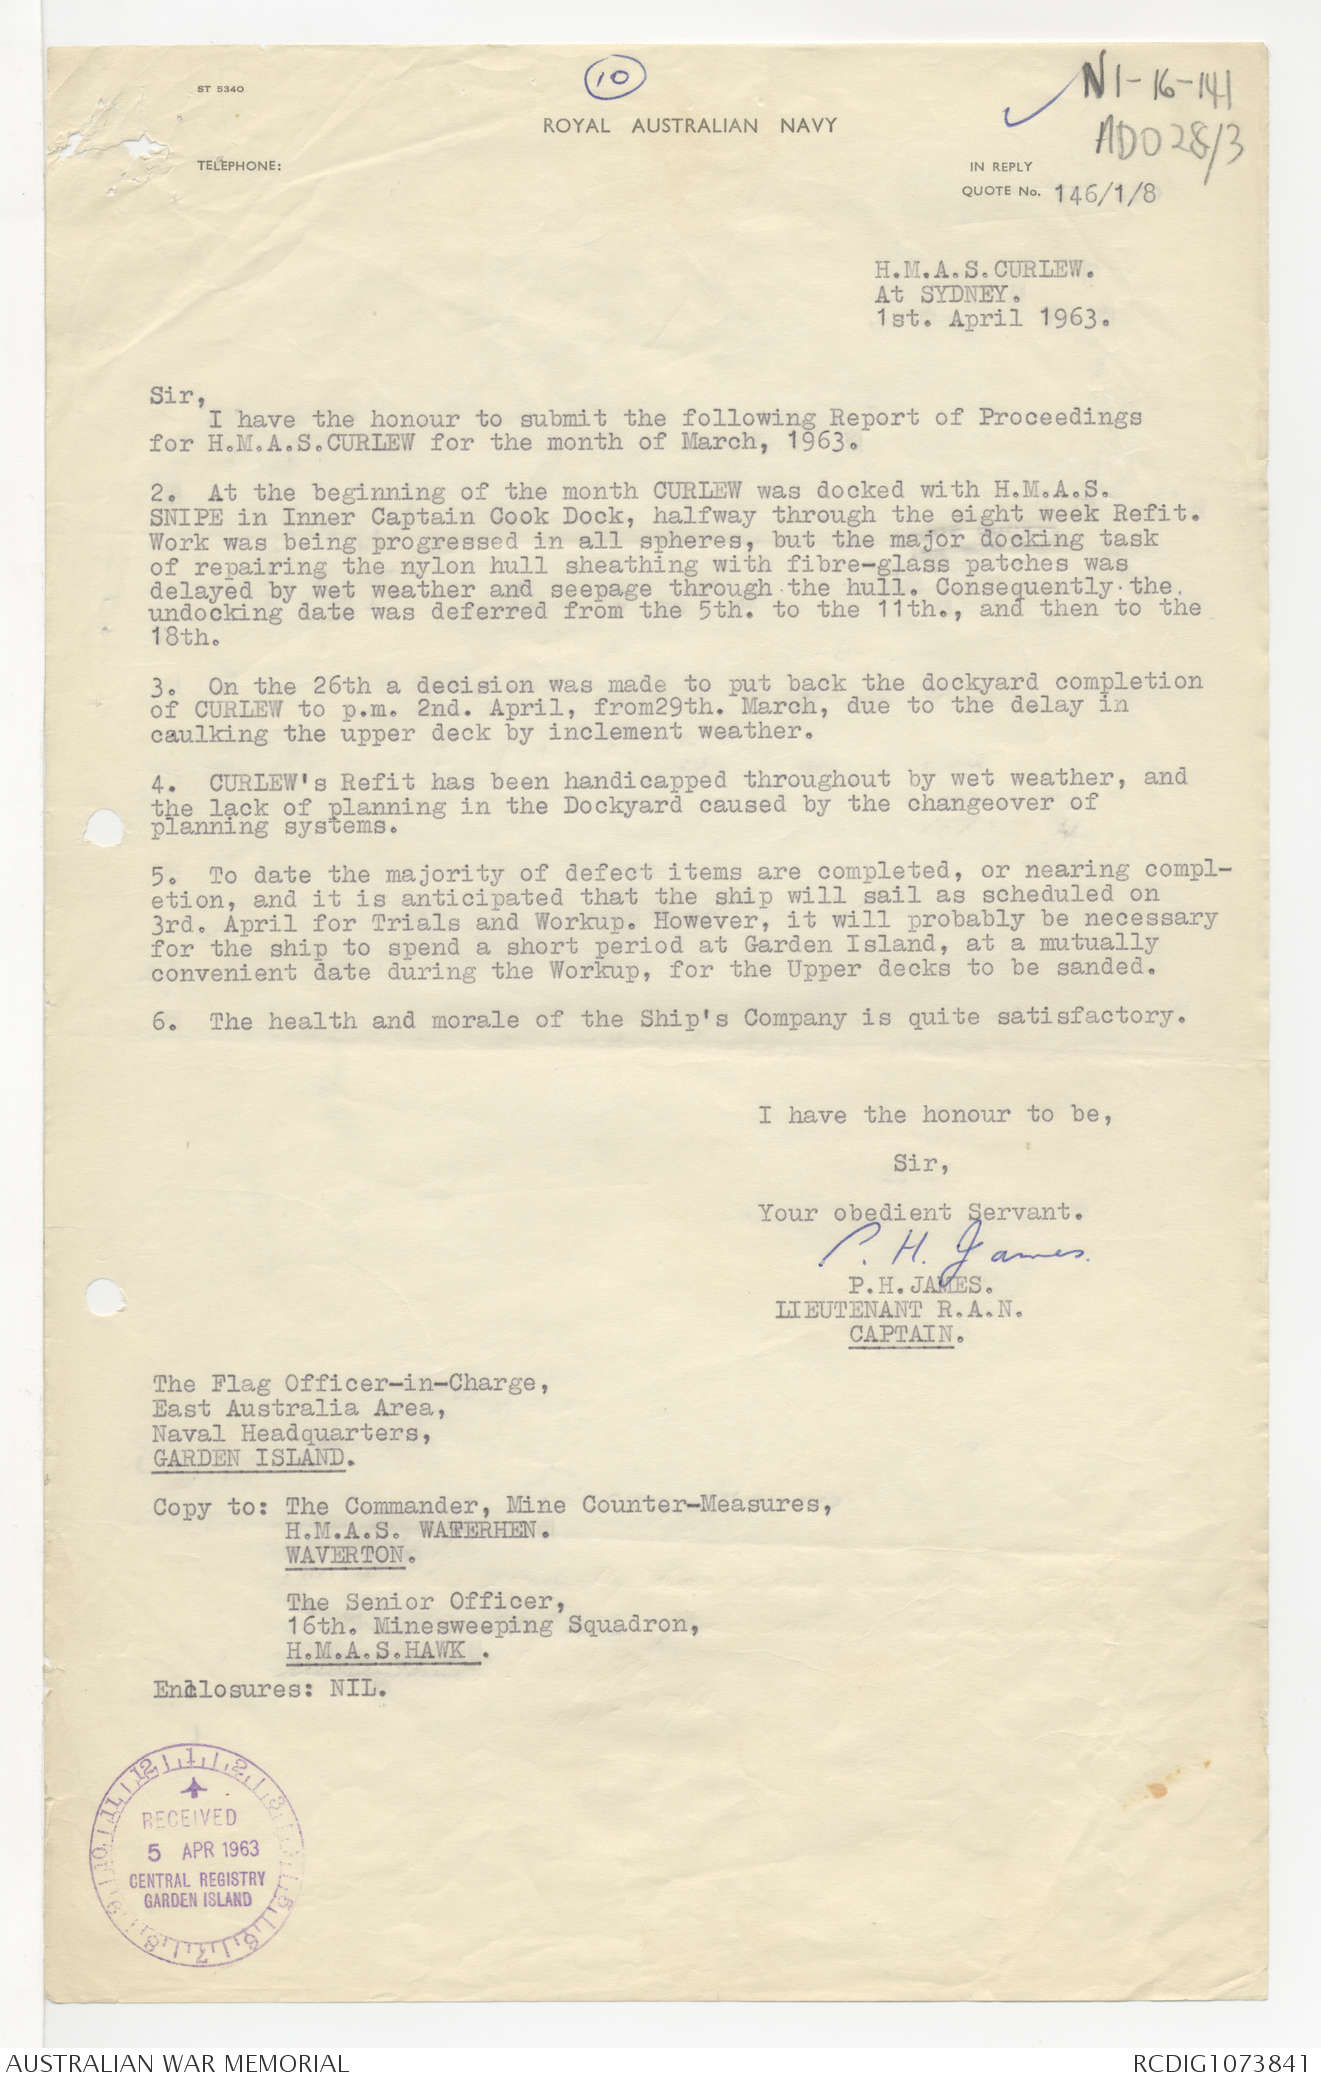 ST 5340
10
N1-16-141
ROYAL AUSTRALIAN NAVY
ADO 28/3
TELEPHONE:
IN REPLY
QUOTE No. 146/1/8
H.M.A.S.CURLEW.
At SYDNEY.
1st. April 1963.
Sir,
I have the honour to submit the following Report of Proceedings
for H.M.A.S.CURLEW for the month of March, 1963.
2. At the beginning of the month CURLEW was docked with H.M.A.S.
SNIPE in Inner Captain Cook Dock, halfway through the eight week Refit.
Work was being progressed in all spheres, but the major docking task
of repairing the nylon hull sheathing with fibre-glass patches was
delayed by wet weather and seepage through the hull. Consequently the
undocking date was deferred from the 5th. to the 11th., and then to the
18th.
3. On the 26th a decision was made to put back the dockyard completion
of CURLEW to p.m. 2nd. April, from29th. March, due to the delay in
caulking the upper deck by inclement weather.
4. CURLEW's Refit has been handicapped throughout by wet weather, and
the lack of planning in the Dockyard caused by the changeover of
planning systems.
5. To date the majority of defect items are completed, or nearing compl-
etion, and it is anticipated that the ship will sail as scheduled on
3rd. April for Trials and Workup. However, it will probably be necessary
for the ship to spend a short period at Garden Island, at a mutually
convenient date during the Workup, for the Upper decks to be sanded.
6. The health and morale of the Ship's Company is quite satisfactory.
I have the honour to be,
Sir,
Your obedient Servant.
P. H. James.
P.H.JAMES.
LIEUTENANT R.A.N.
CAPTAIN.
The Flag Officer-in-Charge,
East Australia Area,
Naval Headquarters,
GARDEN ISLAND.
Copy to: The Commander, Mine Counter-Measures,
H.M.A.S. WATERHEN.
WAVERTON.
The Senior Officer,
16th. Minesweeping Squadron,
H.M.A.S.HAWK .
Enclosures: NIL.
12 1 2 3 5 6 7 8 9 10 11
RECEIVED
5 APR 1963
CENTRAL REGISTRY
GARDEN ISLAND
AUSTRALIAN WAR MEMORIAL
RCDIG1073841